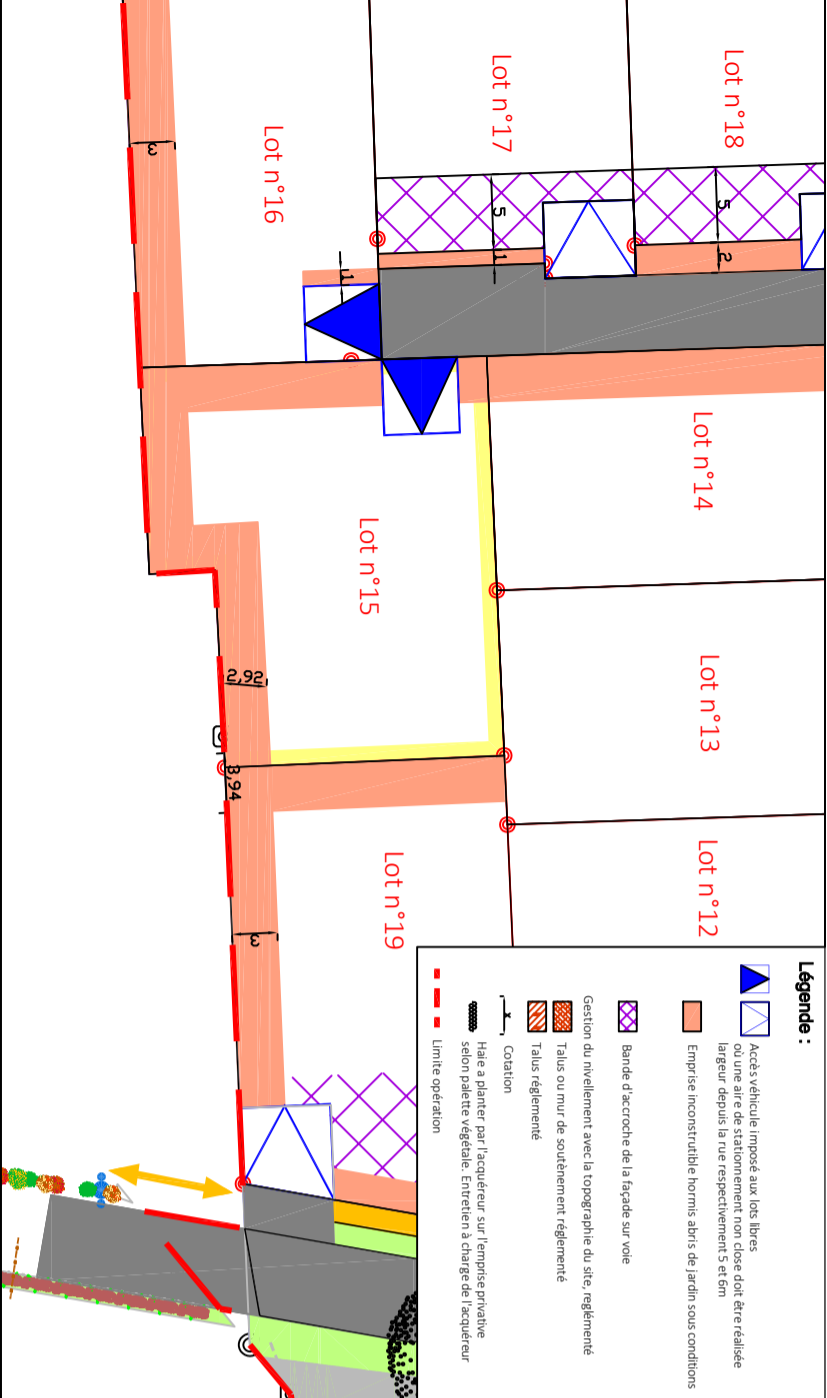 Lot n°18
Lot n°17
Lot n°16
5
2
5
1
1
3
Lot n°14
Lot n°15
Lot n°13
2,92
3,94
Lot n°12
Lot n°19
3
Légende :
Accès véhicule imposé aux lots libres
où une aire de stationnement non close doit être réalisée
largeur depuis la rue respectivement 5 et 6m
Emprise inconstrutible hormis abris de jardin sous conditions
Bande d'accroche de la façade sur voie
Gestion du nivellement avec la topographie du site, reglémenté
Talus ou mur de soutènement réglementé
Talus réglementé
x
Cotation
Haie a planter par l'acquéreur sur l'emprise privative
selon palette végétale. Entretien à charge de l'acquéreur
Limite opération